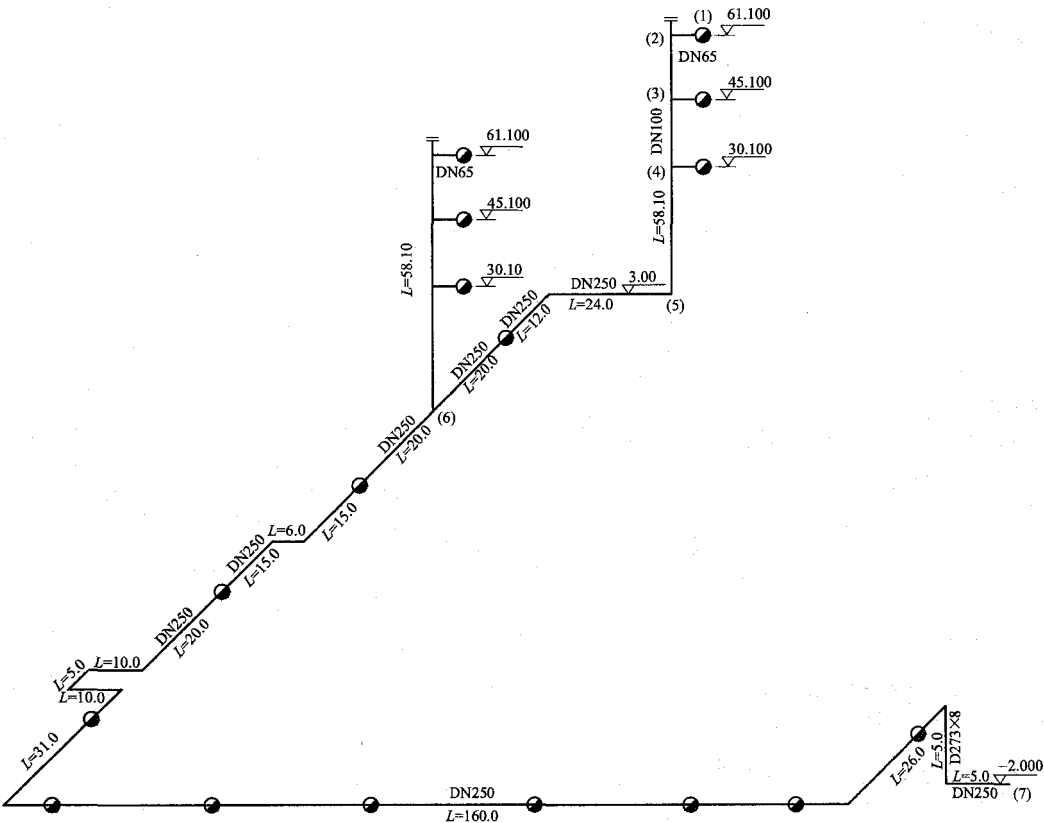 (1) 61.100
(2)
DN65
(3) 45.100
DN100
(4) 30.100
L=58.10
61.100
DN65
45.100
L=58.10
30.10
DN250 3.00
L=24.0 (5)
DN250
L=12.0
DN250
L=20.0
(6)
DN250
L=20.0
L=15.0
L=6.0
DN250
L=15.0
DN250
L=20.0
L=5.0 L=10.0
L=10.0
L=31.0
DN250
L=160.0
L=26.0
L=5.0
D273×8
L=5.0 -2.000
DN250 (7)